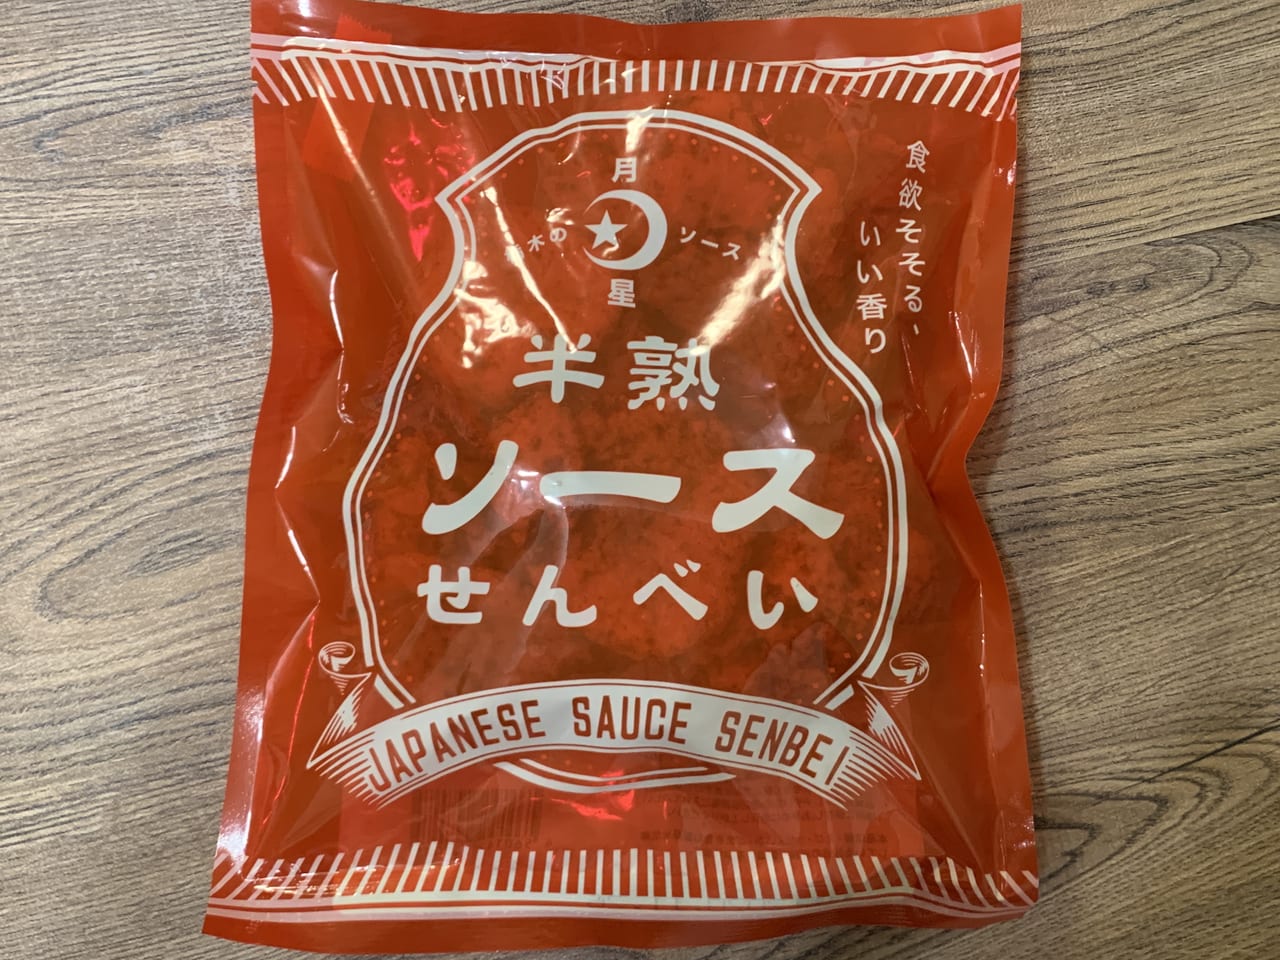 月
木の
ソース
星
食欲そそる、
いい香り
半熟
ソース
せんべい
JAPANESE SAUCE SENBEI